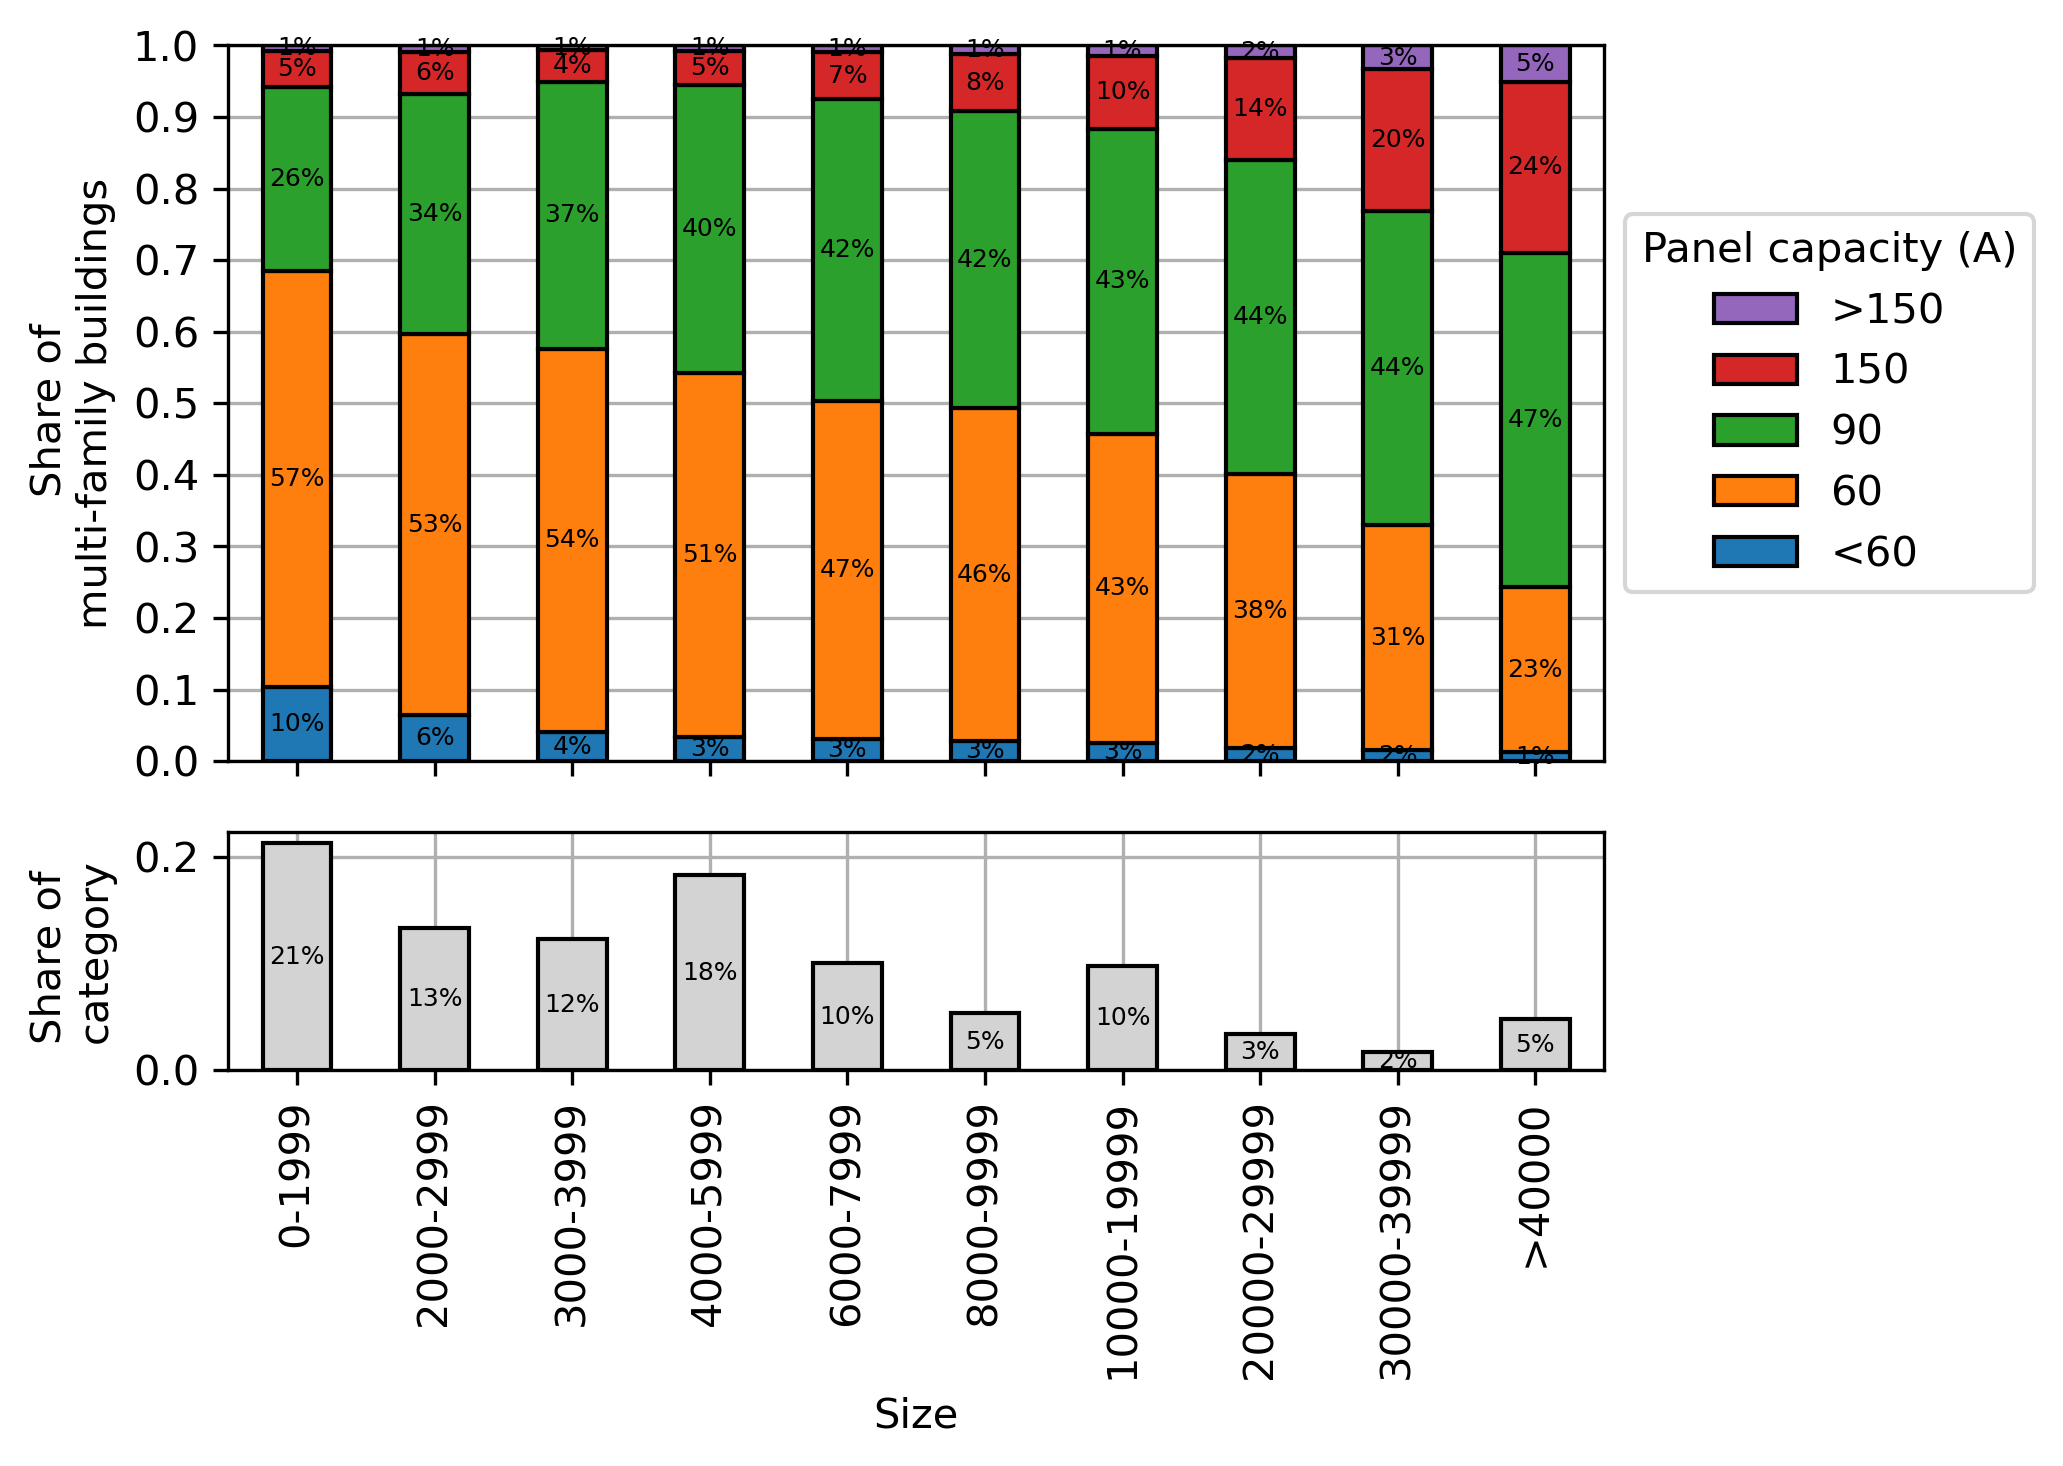 1.0
0.9
0.8
0.7
0.6
0.5
0.4
0.3
0.2
0.1
0.0
Share of
multi-family buildings
1% 1% 1% 1% 1% 1% 1% 2% 3% 5%
5% 6% 4% 5% 7% 8% 10% 14% 20% 24%
26% 34% 37% 40% 42% 42% 43% 44% 44% 47%
57% 53% 54% 51% 47% 46% 43% 38% 31% 23%
10% 6% 4% 3% 3% 3% 3% 2% 2% 1%
Panel capacity (A)
>150
150
90
60
<60
0.2
0.0
Share of
category
21% 13% 12% 18% 10% 5% 10% 3% 2% 5%
0-1999
2000-2999
3000-3999
4000-5999
6000-7999
8000-9999
10000-19999
20000-29999
30000-39999
>40000
Size